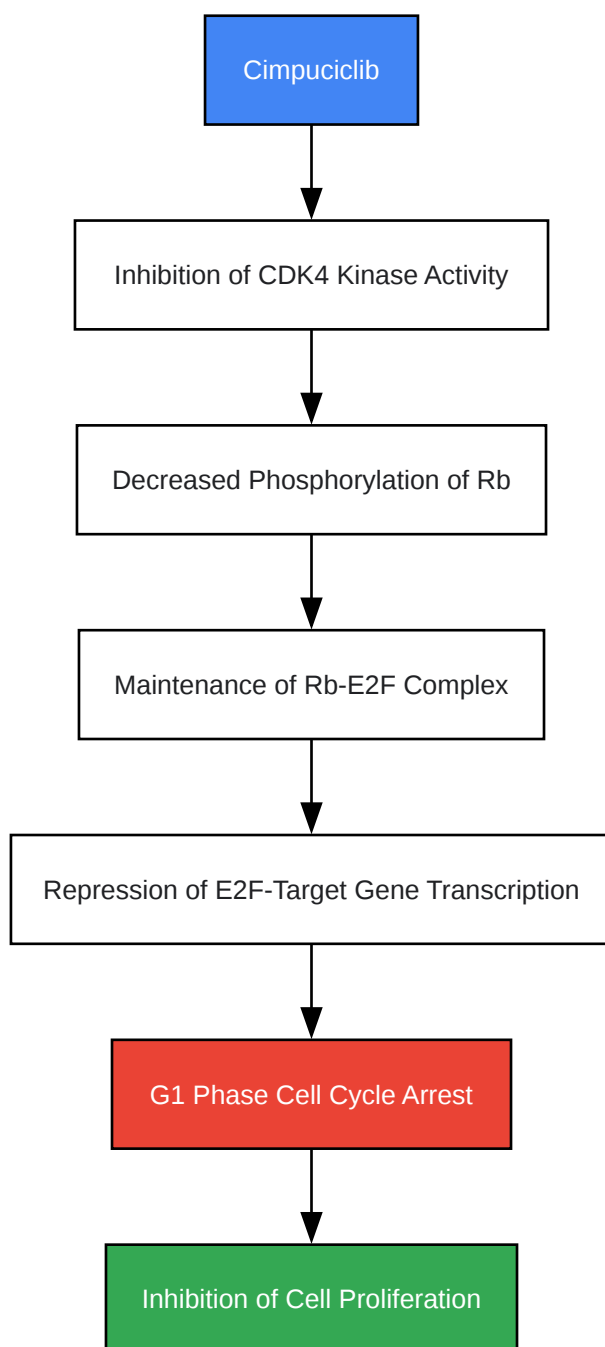 Cimpuciclib
Inhibition of CDK4 Kinase Activity
Decreased Phosphorylation of Rb
Maintenance of Rb-E2F Complex
Repression of E2F-Target Gene Transcription
G1 Phase Cell Cycle Arrest
Inhibition of Cell Proliferation